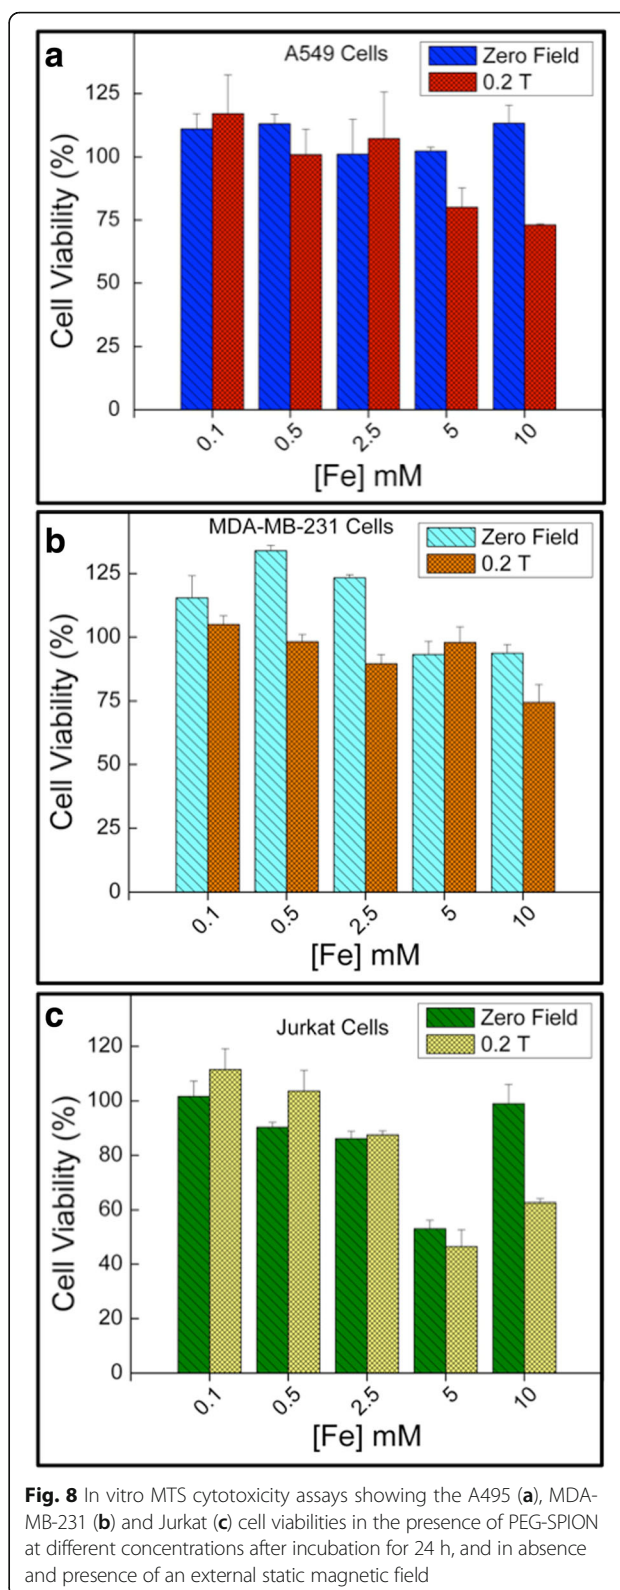 a
A549 Cells
Zero Field
0.2 T
Cell Viability (%)
125
100
75
50
25
0
0.1
0.5
2.5
5
10
[Fe] mM
b
MDA-MB-231 Cells
Zero Field
0.2 T
Cell Viability (%)
125
100
75
50
25
0
0.1
0.5
2.5
5
10
[Fe] mM
c
Jurkat Cells
Zero Field
0.2 T
Cell Viability (%)
120
100
80
60
40
20
0
0.1
0.5
2.5
5
10
[Fe] mM
Fig. 8 In vitro MTS cytotoxicity assays showing the A495 (a), MDA-
MB-231 (b) and Jurkat (c) cell viabilities in the presence of PEG-SPION
at different concentrations after incubation for 24 h, and in absence
and presence of an external static magnetic field